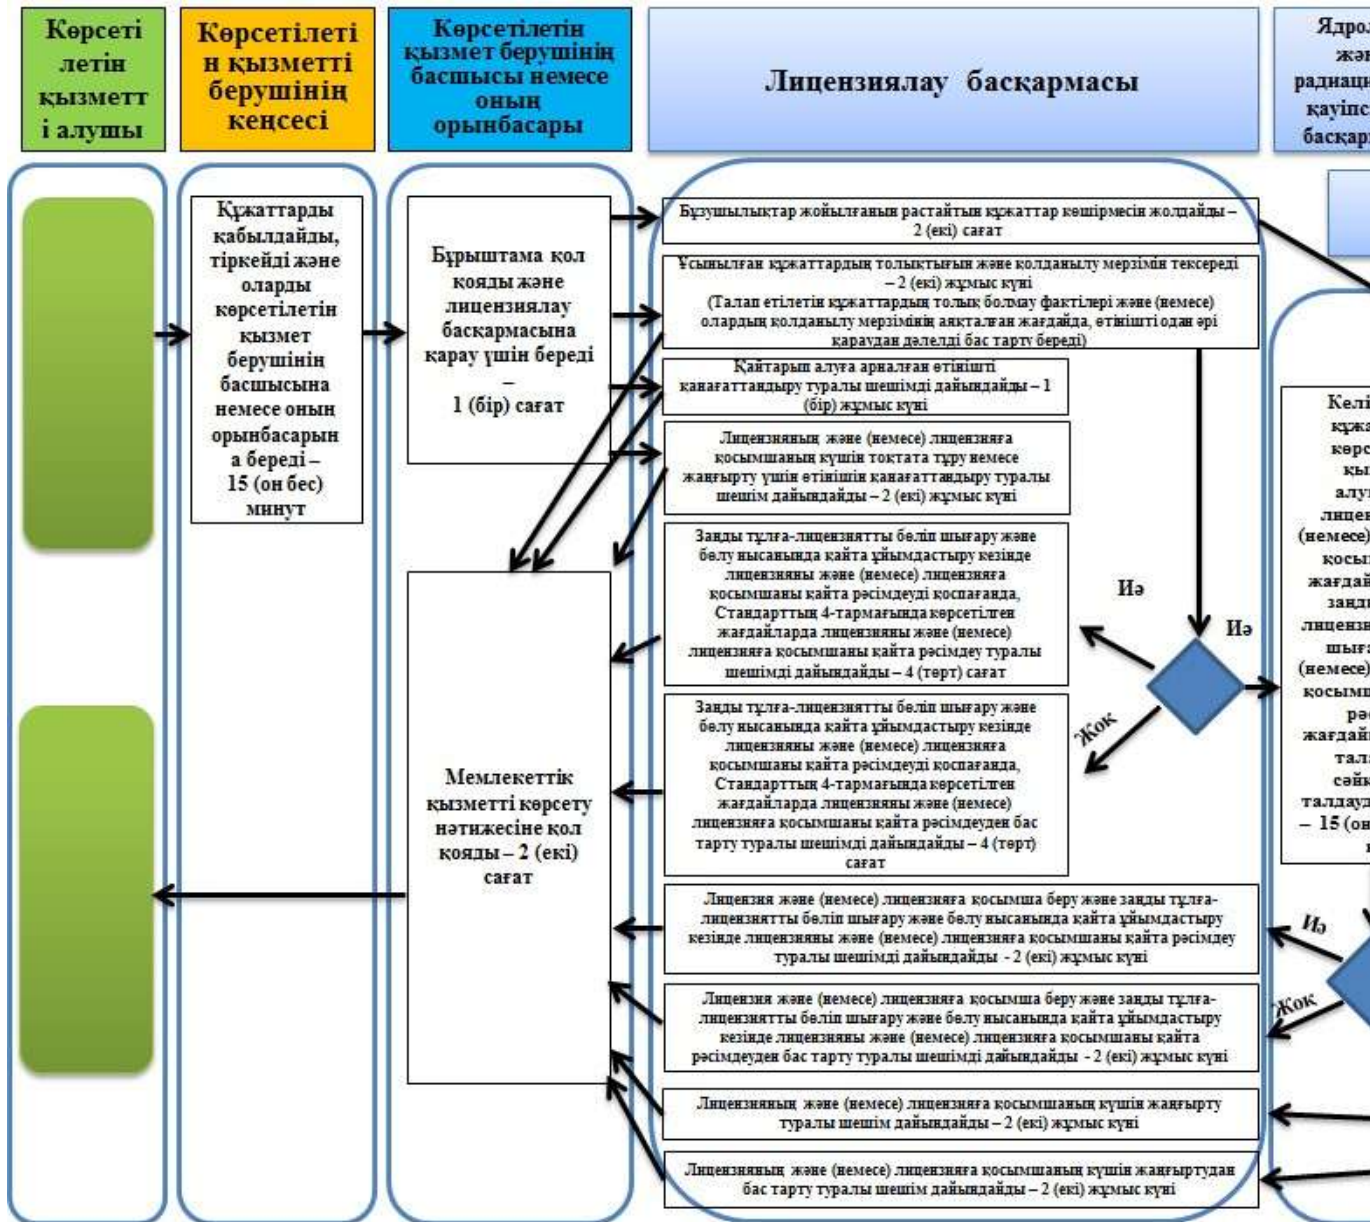 Көрсеті
летін
қызметт
і алушы
Көрсетілеті
н қызметті
берушінің
кеңсесі
Көрсетілетін
қызмет берушінің
басшысы немесе
оның
орынбасары
Лицензиялау басқармасы
Құжаттарды
қабылдайды,
тіркейді және
оларды
көрсетілетін
қызмет
берушінің
басшысына
немесе оның
орынбасарын
а береді –
15 (он бес)
минут
Бұрыштама қол
қояды және
лицензиялау
басқармасына
қарау үшін береді
–
1 (бір) сағат
Мемлекеттік
қызметті көрсету
нәтижесіне қол
қояды – 2 (екі)
сағат
Бұзушылықтар жойылғанын растайтын құжаттар көшірмесін жолдайды –
2 (екі) сағат
Ұсынылған құжаттардың толықтығын және қолданылу мерзімін тексереді
– 2 (екі) жұмыс күні
(Талап етілетін құжаттардың толық болмау фактілері және (немесе)
олардың қолданылу мерзімінің аяқталған жағдайда, өтінішті одан әрі
қараудан дәлелді бас тарту береді)
Қайтарып алуға арналған өтінішті
қанағаттандыру туралы шешімді дайындайды – 1
(бір) жұмыс күні
Лицензияның және (немесе) лицензияға
қосымшаның күшін тоқтата тұру немесе
жаңғырту үшін өтінішін қанағаттандыру туралы
шешім дайындайды – 2 (екі) жұмыс күні
Заңды тұлға-лицензиятты бөліп шығару және
бөлу нысанында қайта ұйымдастыру кезінде
лицензияны және (немесе) лицензияға
қосымшаны қайта рәсімдеуді қоспағанда,
Стандарттың 4-тармағында көрсетілген
жағдайларда лицензияны және (немесе)
лицензияға қосымшаны қайта рәсімдеу туралы
шешімді дайындайды – 4 (төрт) сағат
Иә
Иә
Жоқ
Заңды тұлға-лицензиятты бөліп шығару және
бөлу нысанында қайта ұйымдастыру кезінде
лицензияны және (немесе) лицензияға
қосымшаны қайта рәсімдеуді қоспағанда,
Стандарттың 4-тармағында көрсетілген
жағдайларда лицензияны және (немесе)
лицензияға қосымшаны қайта рәсімдеуден бас
тарту туралы шешімді дайындайды – 4 (төрт)
сағат
Лицензия және (немесе) лицензияға қосымша беру және заңды тұлға-
лицензиятты бөліп шығару және бөлу нысанында қайта ұйымдастыру
кезінде лицензияны және (немесе) лицензияға қосымшаны қайта рәсімдеу
туралы шешімді дайындайды - 2 (екі) жұмыс күні
Лицензия және (немесе) лицензияға қосымша беру және заңды тұлға-
лицензиятты бөліп шығару және бөлу нысанында қайта ұйымдастыру
кезінде лицензияны және (немесе) лицензияға қосымшаны қайта
рәсімдеуден бас тарту туралы шешімді дайындайды - 2 (екі) жұмыс күні
Лицензияның және (немесе) лицензияға қосымшаның күшін жаңғырту
туралы шешім дайындайды – 2 (екі) жұмыс күні
Лицензияның және (немесе) лицензияға қосымшаның күшін жаңғыртудан
бас тарту туралы шешім дайындайды – 2 (екі) жұмыс күні
Иә
Жоқ
(немесе)
(немесе)
– 15